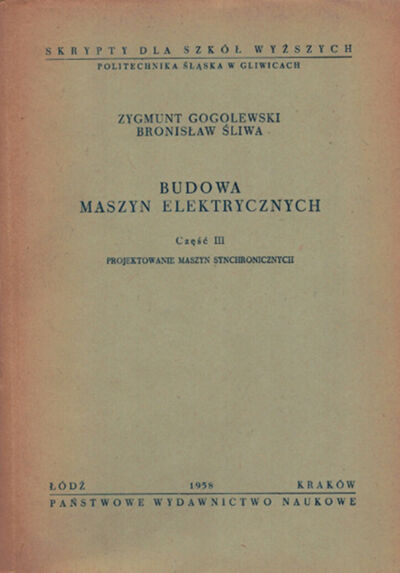 SKRYPTY DLA SZKÓŁ WYŻSZYCH
POLITECHNIKA ŚLĄSKA W GLIWICACH
ZYGMUNT GOGOLEWSKI
BRONISŁAW ŚLIWA
BUDOWA
MASZYN ELEKTRYCZNYCH
Część III
PROJEKTOWANIE MASZYN SYNCHRONICZNYCH
ŁÓDŹ 1958 KRAKÓW
PAŃSTWOWE WYDAWNICTWO NAUKOWE